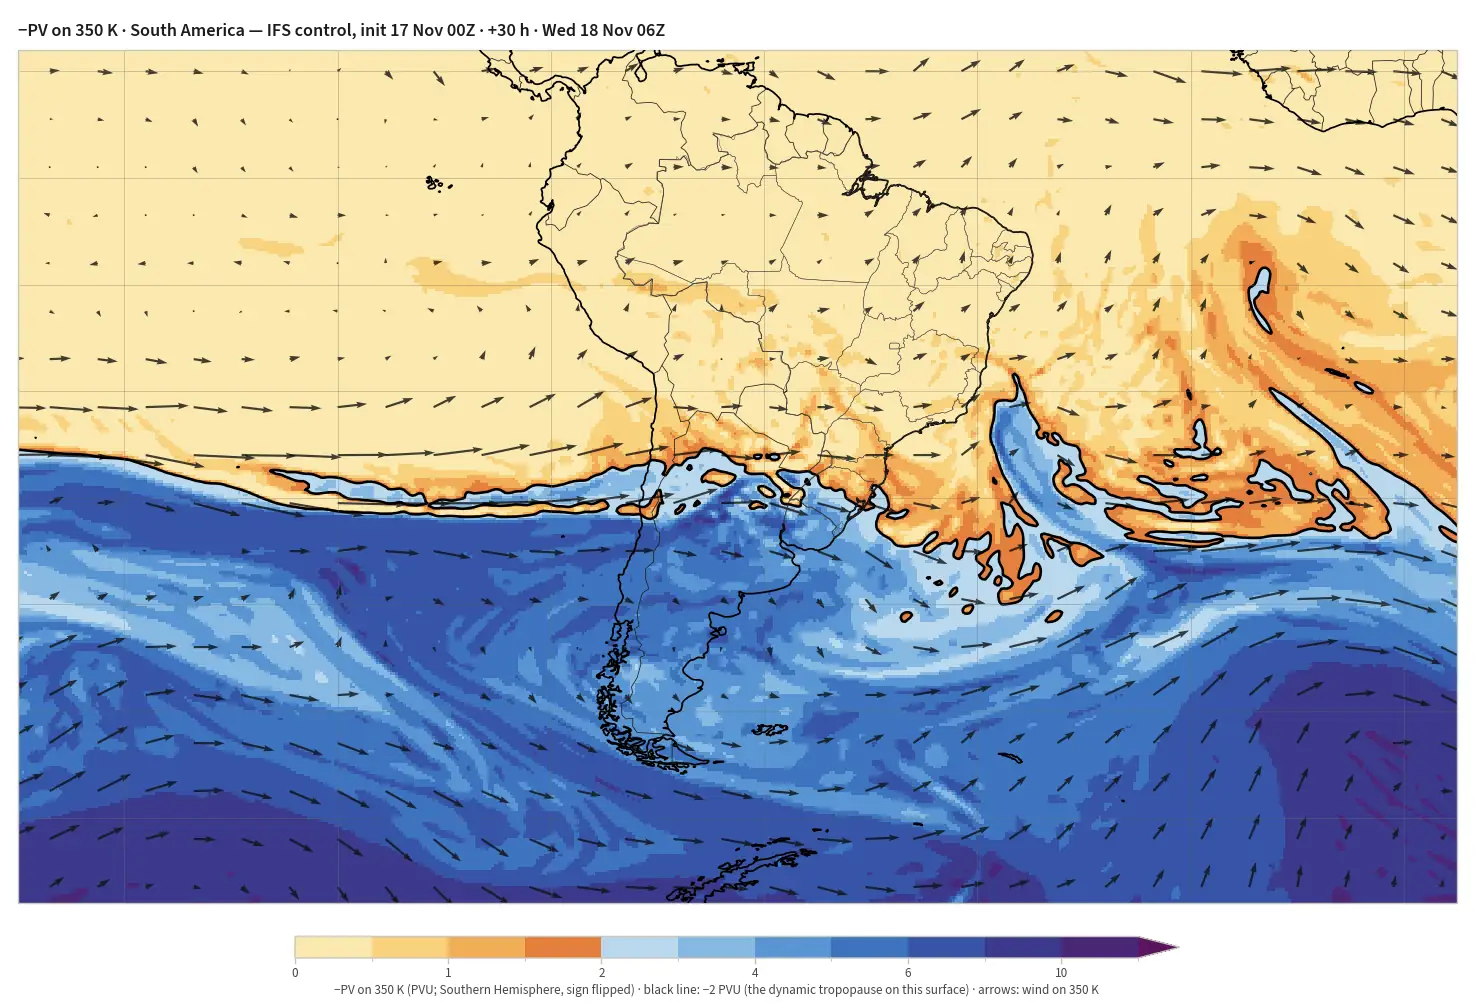 −PV on 350 K · South America — IFS control, init 17 Nov 00Z · +30 h · Wed 18 Nov 06Z
0 1 2 4 6 10
−PV on 350 K (PVU; Southern Hemisphere, sign flipped) · black line: −2 PVU (the dynamic tropopause on this surface) · arrows: wind on 350 K